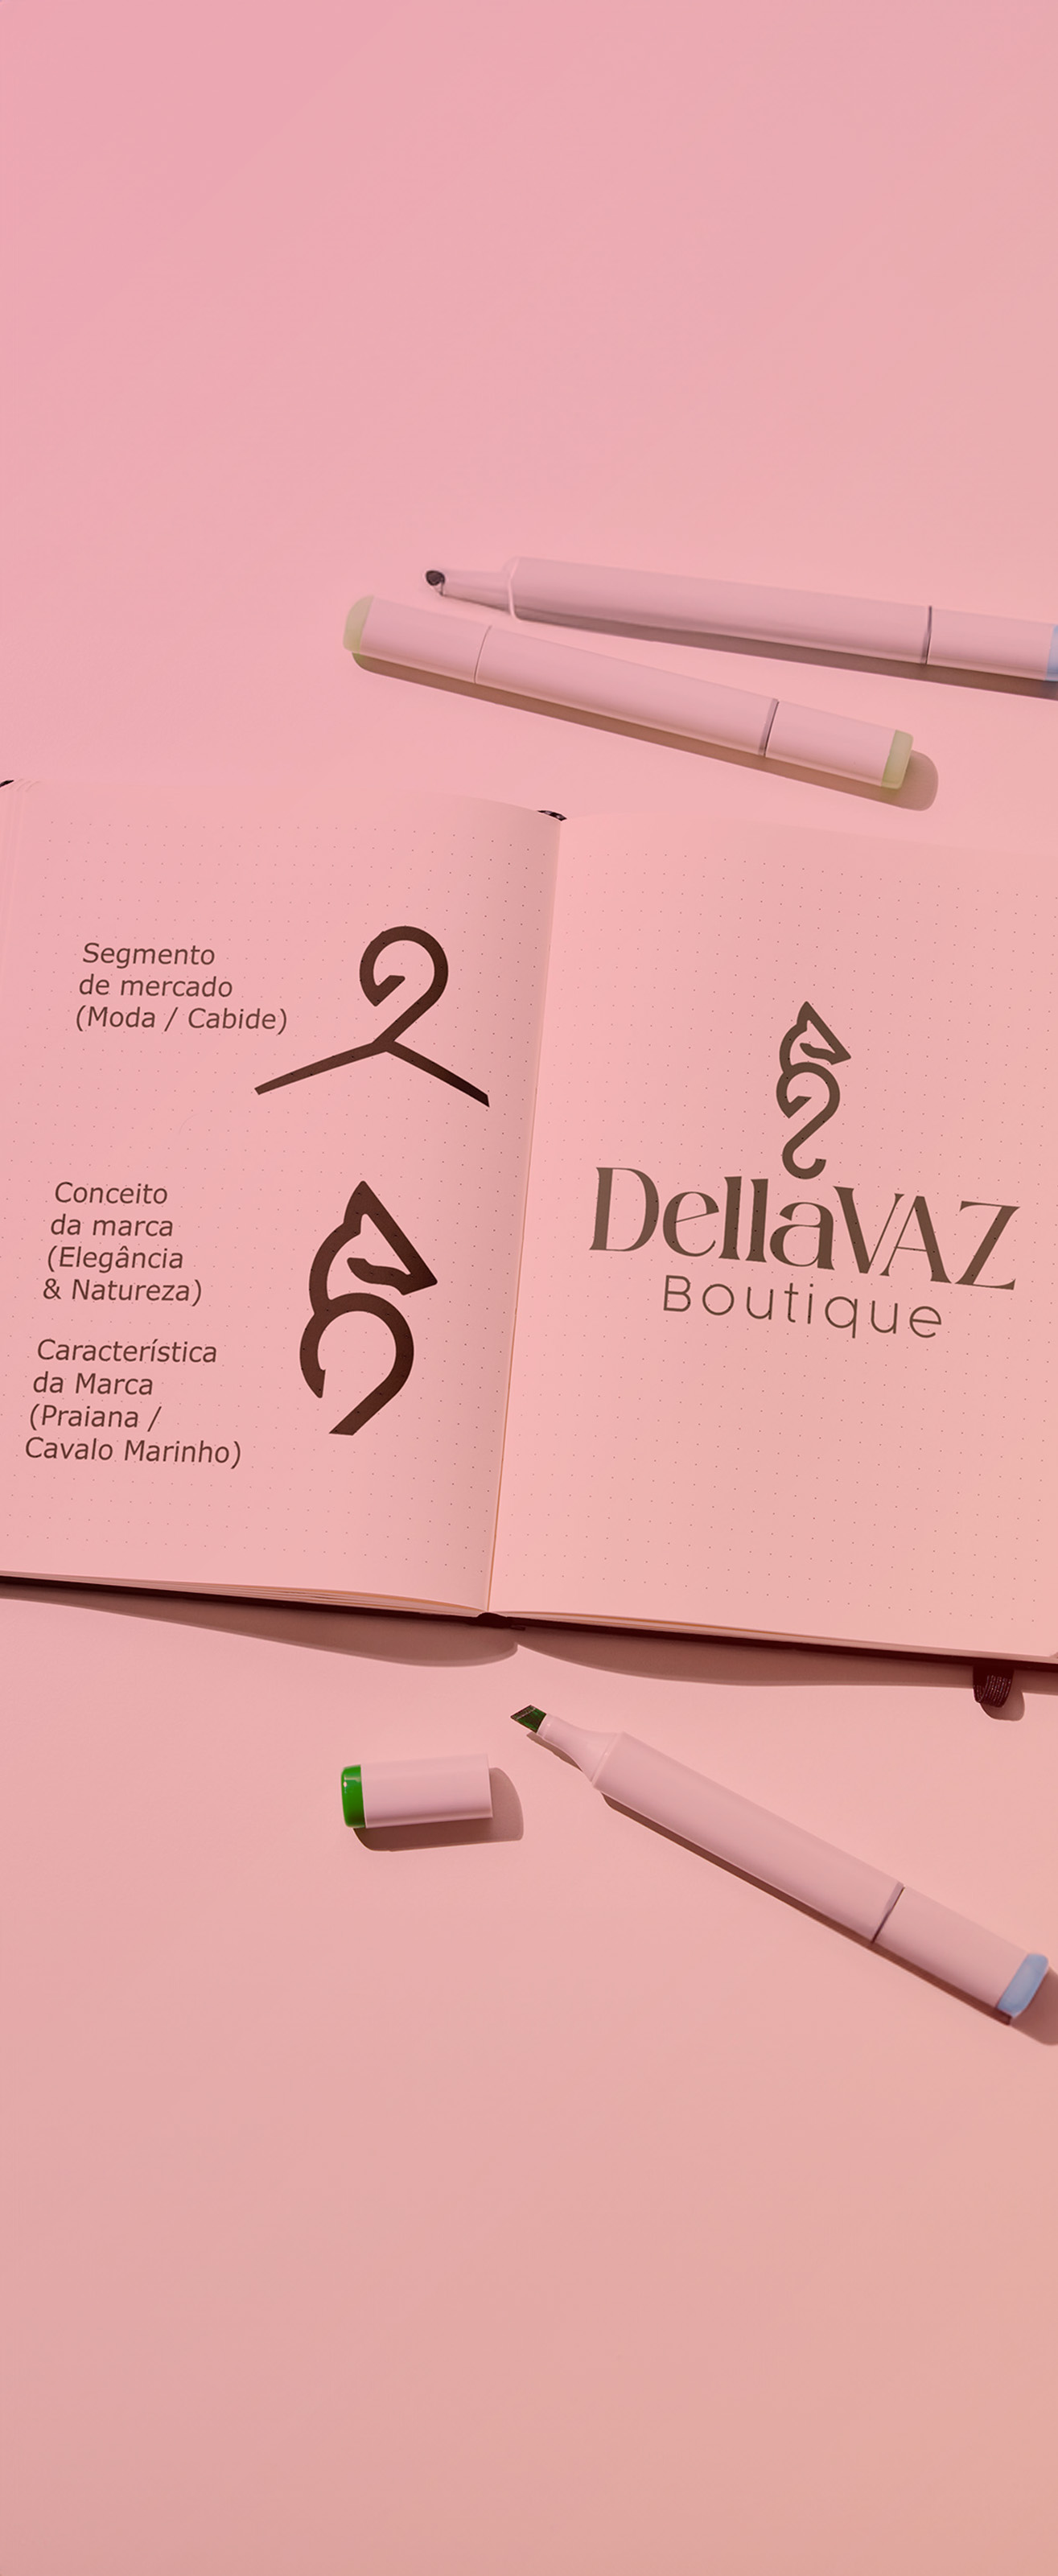 Segmento
de mercado
(Moda / Cabide)
Conceito
da marca
(Elegância
& Natureza)
Característica
da Marca
(Praiana /
Cavalo Marinho)
DellaVAZ
Boutique